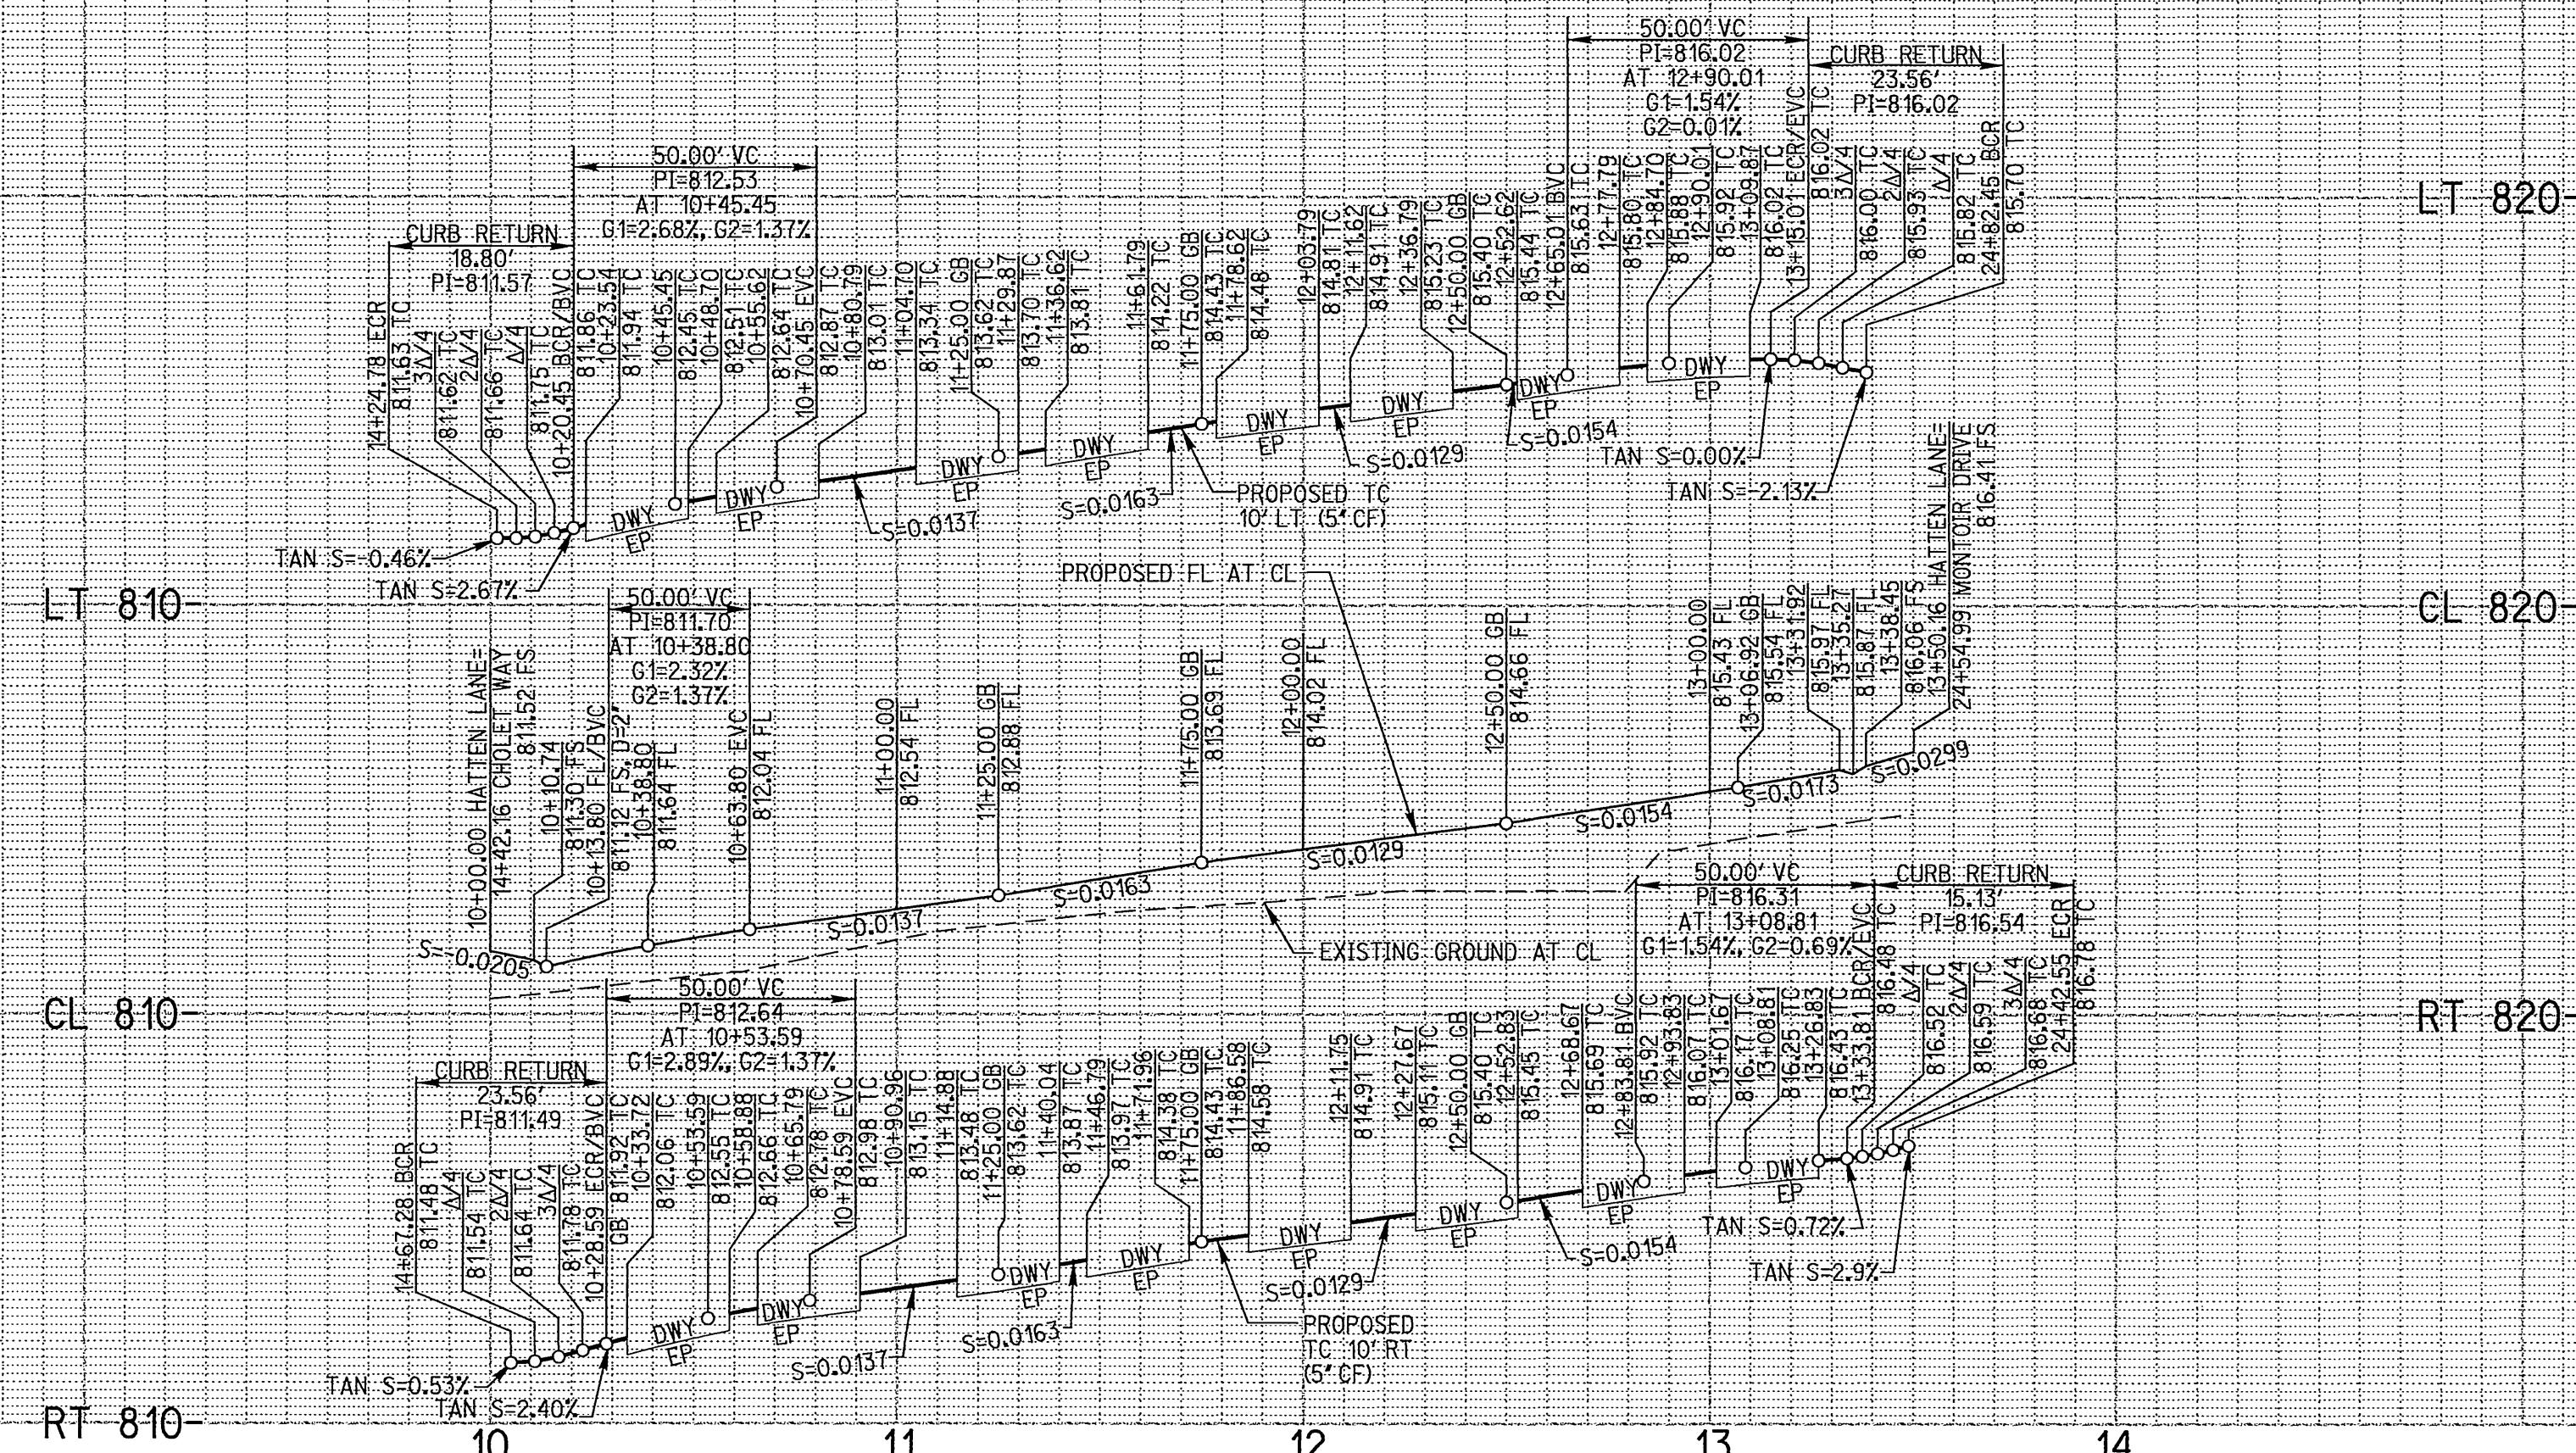 50.00' VC
PI=816.02
AT 12+90.01
G1=1.54%
G2=0.01%
CURB RETURN
23.56'
PI=816.02
50.00' VC
PI=812.53
AT 10+45.45
G1=2.68%, G2=1.37%
CURB RETURN
18.80'
PI=811.57
14+24.78 ECR
811.63 TC
3Δ/4
811.62 TC
2Δ/4
811.66 TC
Δ/4
811.75 TC
10+20.45 BCR/BVC
811.86 TC
10+23.54
811.94 TC
10+45.45
812.45 TC
10+48.70
812.51 TC
10+55.62
812.64 TC
10+70.45 EVC
812.87 TC
10+80.79
813.01 TC
11+04.70
813.34 TC
11+25.00 GB
813.62 TC
11+29.87
813.70 TC
11+36.62
813.81 TC
11+61.79
814.22 TC
11+75.00 GB
814.43 TC
11+78.62
814.48 TC
12+03.79
814.81 TC
12+11.62
814.91 TC
12+36.79
815.23 TC
12+50.00 GB
815.40 TC
12+52.62
815.44 TC
12+65.01 BVC
815.63 TC
12+77.79
815.80 TC
12+84.70
815.88 TC
12+90.01
815.92 TC
13+09.87
816.02 TC
13+15.01 ECR/EVC
816.02 TC
3Δ/4
816.00 TC
2Δ/4
815.93 TC
Δ/4
815.82 TC
24+82.45 BCR
815.70 TC
LT 820-
DWY
EP
DWY
EP
DWY
EP
DWY
EP
DWY
EP
DWY
EP
DWY
EP
DWY
EP
TAN S=-0.46%
TAN S=2.67%
S=0.0137
S=0.0163
PROPOSED TC
10' LT (5" CF)
S=0.0129
S=0.0154
TAN S=0.00%
TAN S=-2.13%
LT 810-
CL 820-
PROPOSED FL AT CL
50.00' VC
PI=811.70
AT 10+38.80
G1=2.32%
G2=1.37%
10+00.00 HATTEN LANE=
14+42.16 CHOLET WAY
811.52 FS
10+10.74
811.30 FS
10+13.80 FL/BVC
811.12 FS, D=2"
10+38.80
811.64 FL
10+63.80 EVC
812.04 FL
11+00.00
812.54 FL
11+25.00 GB
812.88 FL
11+75.00 GB
813.69 FL
12+00.00
814.02 FL
12+50.00 GB
814.66 FL
13+00.00
815.43 FL
13+06.92 GB
815.54 FL
13+31.92
815.97 FL
13+35.27
815.87 FL
13+38.45
816.06 FS
13+50.16 HATTEN LANE=
24+54.99 MONTOIR DRIVE
816.41 FS
S=-0.0205
S=0.0137
S=0.0163
S=0.0129
S=0.0154
S=0.0173
S=0.0299
EXISTING GROUND AT CL
CL 810-
RT 820-
50.00' VC
PI=816.31
AT 13+08.81
G1=1.54%, G2=0.69%
CURB RETURN
15.13'
PI=816.54
50.00' VC
PI=812.64
AT 10+53.59
G1=2.89%, G2=1.37%
CURB RETURN
23.56'
PI=811.49
14+67.28 BCR
811.48 TC
Δ/4
811.54 TC
2Δ/4
811.64 TC
3Δ/4
811.78 TC
10+28.59 ECR/BVC
GB 811.92 TC
10+33.72
812.06 TC
10+53.59
812.55 TC
10+58.88
812.66 TC
10+65.79
812.78 TC
10+78.59 EVC
812.98 TC
10+90.96
813.15 TC
11+14.88
813.48 TC
11+25.00 GB
813.62 TC
11+40.04
813.87 TC
11+46.79
813.97 TC
11+71.96
814.38 TC
11+75.00 GB
814.43 TC
11+86.58
814.58 TC
12+11.75
814.91 TC
12+27.67
815.11 TC
12+50.00 GB
815.40 TC
12+52.83
815.45 TC
12+68.67
815.69 TC
12+83.81 BVC
815.92 TC
12+93.83
816.07 TC
13+01.67
816.17 TC
13+08.81
816.25 TC
13+26.83
816.43 TC
13+33.81 BCR/EVC
816.48 TC
Δ/4
816.52 TC
2Δ/4
816.59 TC
3Δ/4
816.68 TC
24+42.55 ECR
816.78 TC
DWY
EP
DWY
EP
DWY
EP
DWY
EP
DWY
EP
DWY
EP
DWY
EP
DWY
EP
TAN S=0.53%
TAN S=2.40%
S=0.0137
S=0.0163
PROPOSED
TC 10' RT
(5" CF)
S=0.0129
S=0.0154
TAN S=0.72%
TAN S=2.9%
RT 810-
10
11
12
13
14